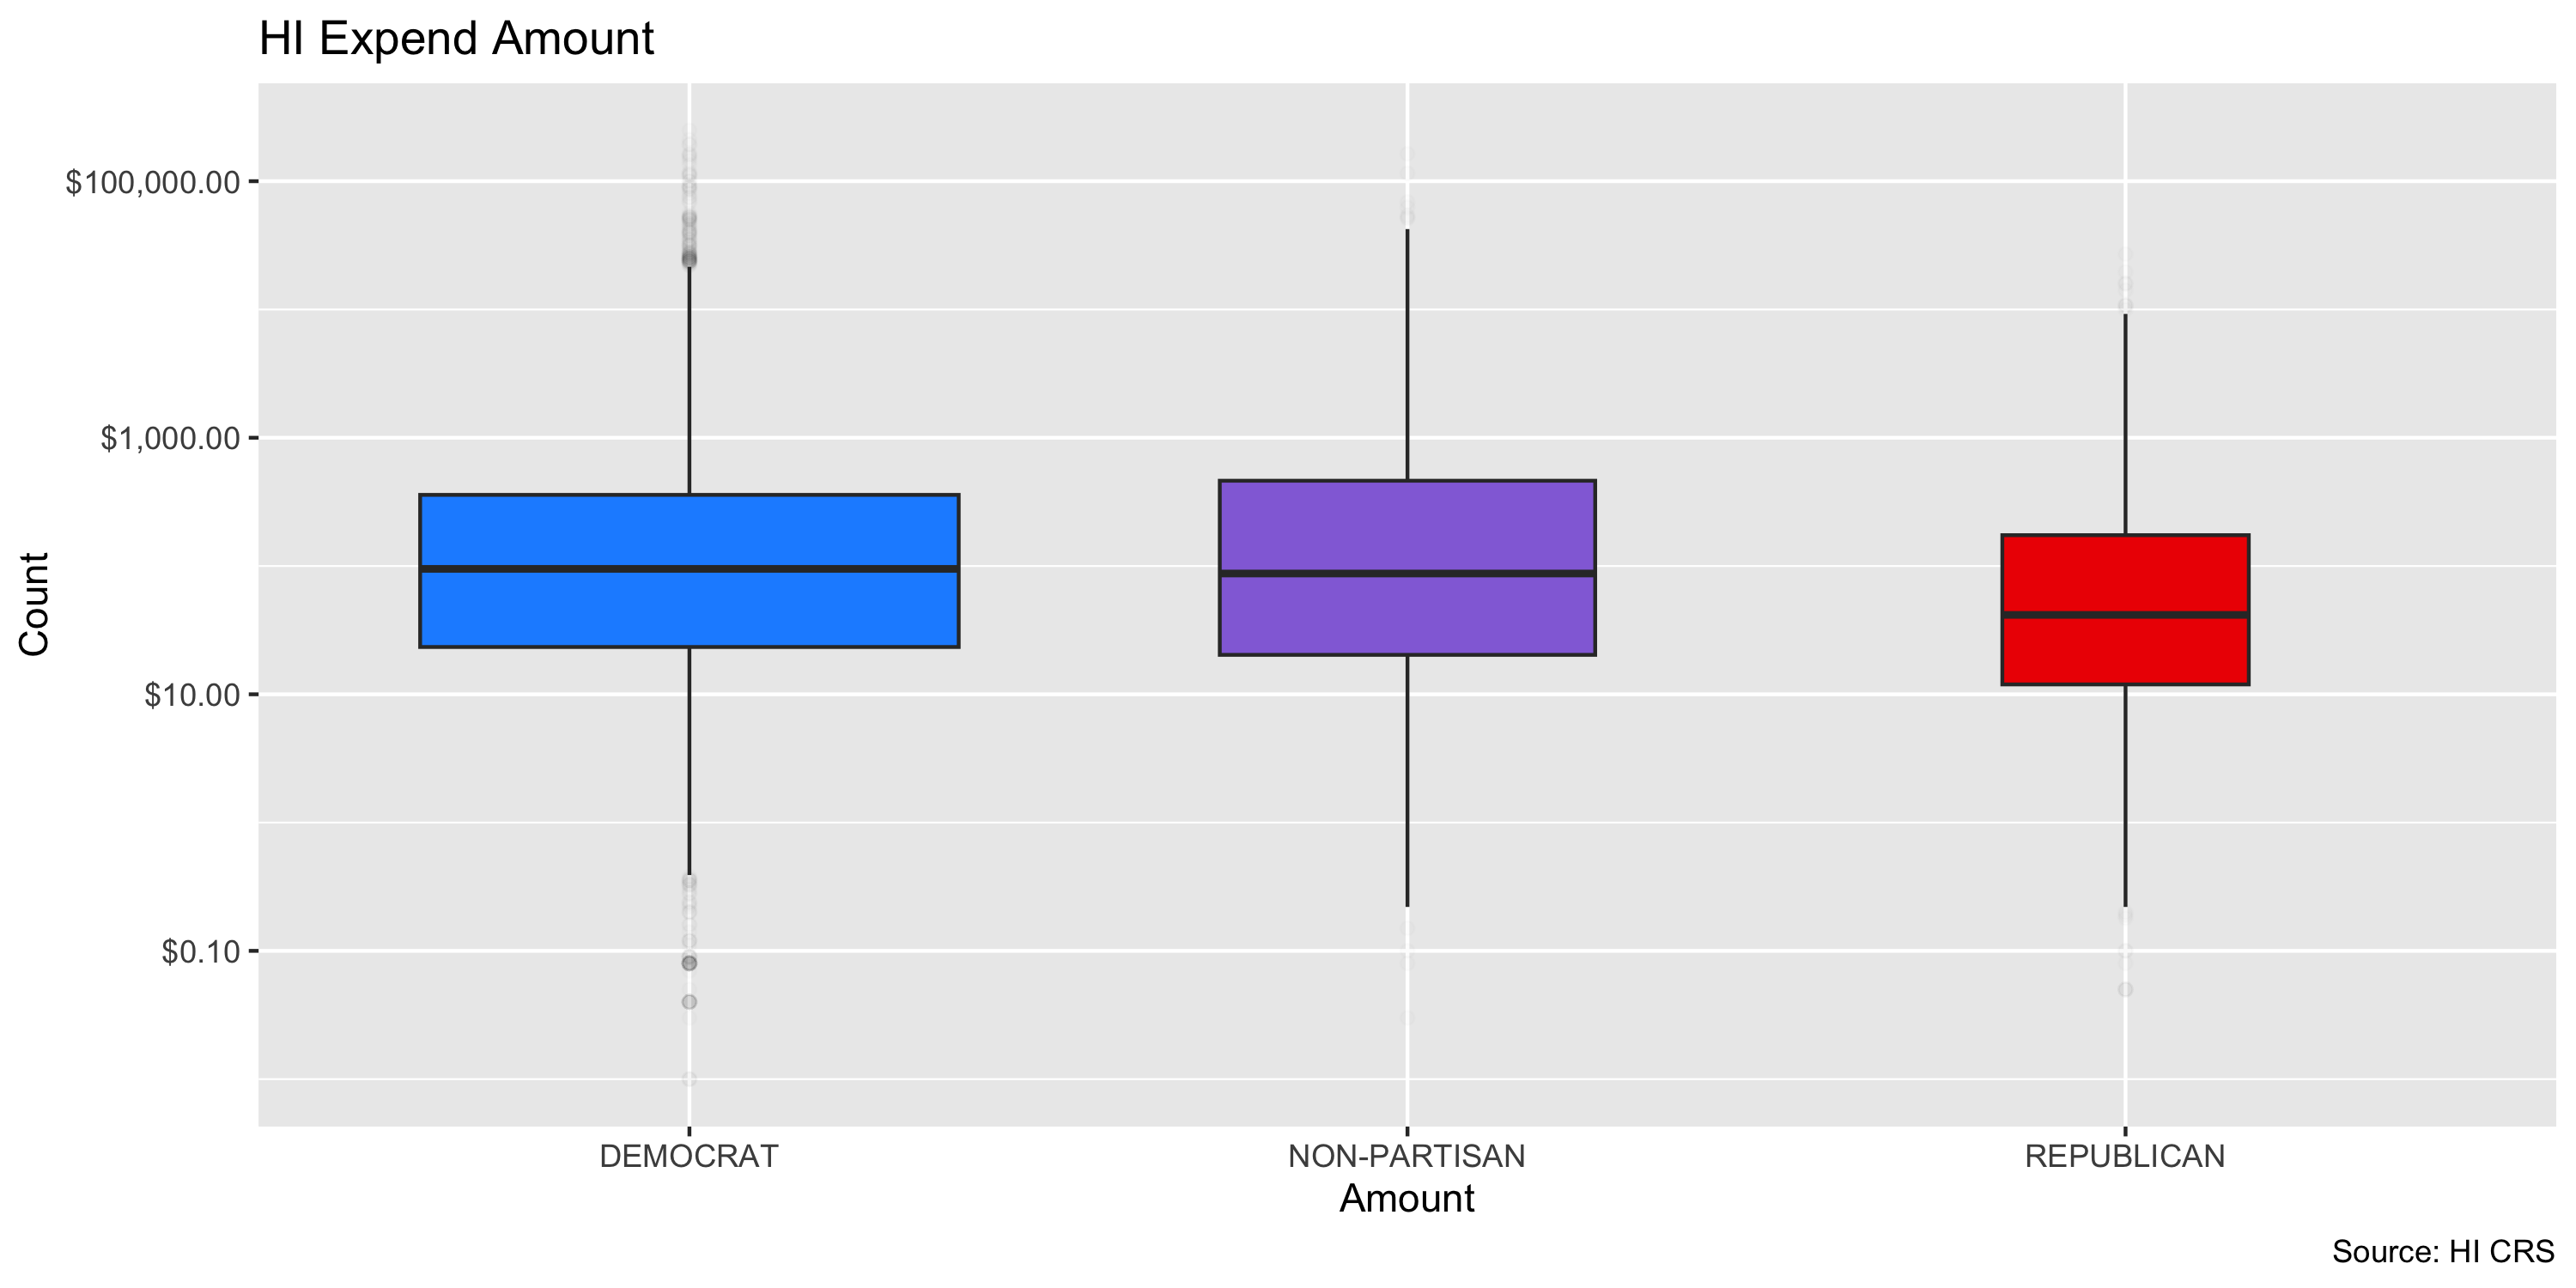 HI Expend Amount
$100,000.00
$1,000.00
$10.00
$0.10
Count
DEMOCRAT
NON-PARTISAN
REPUBLICAN
Amount
Source: HI CRS